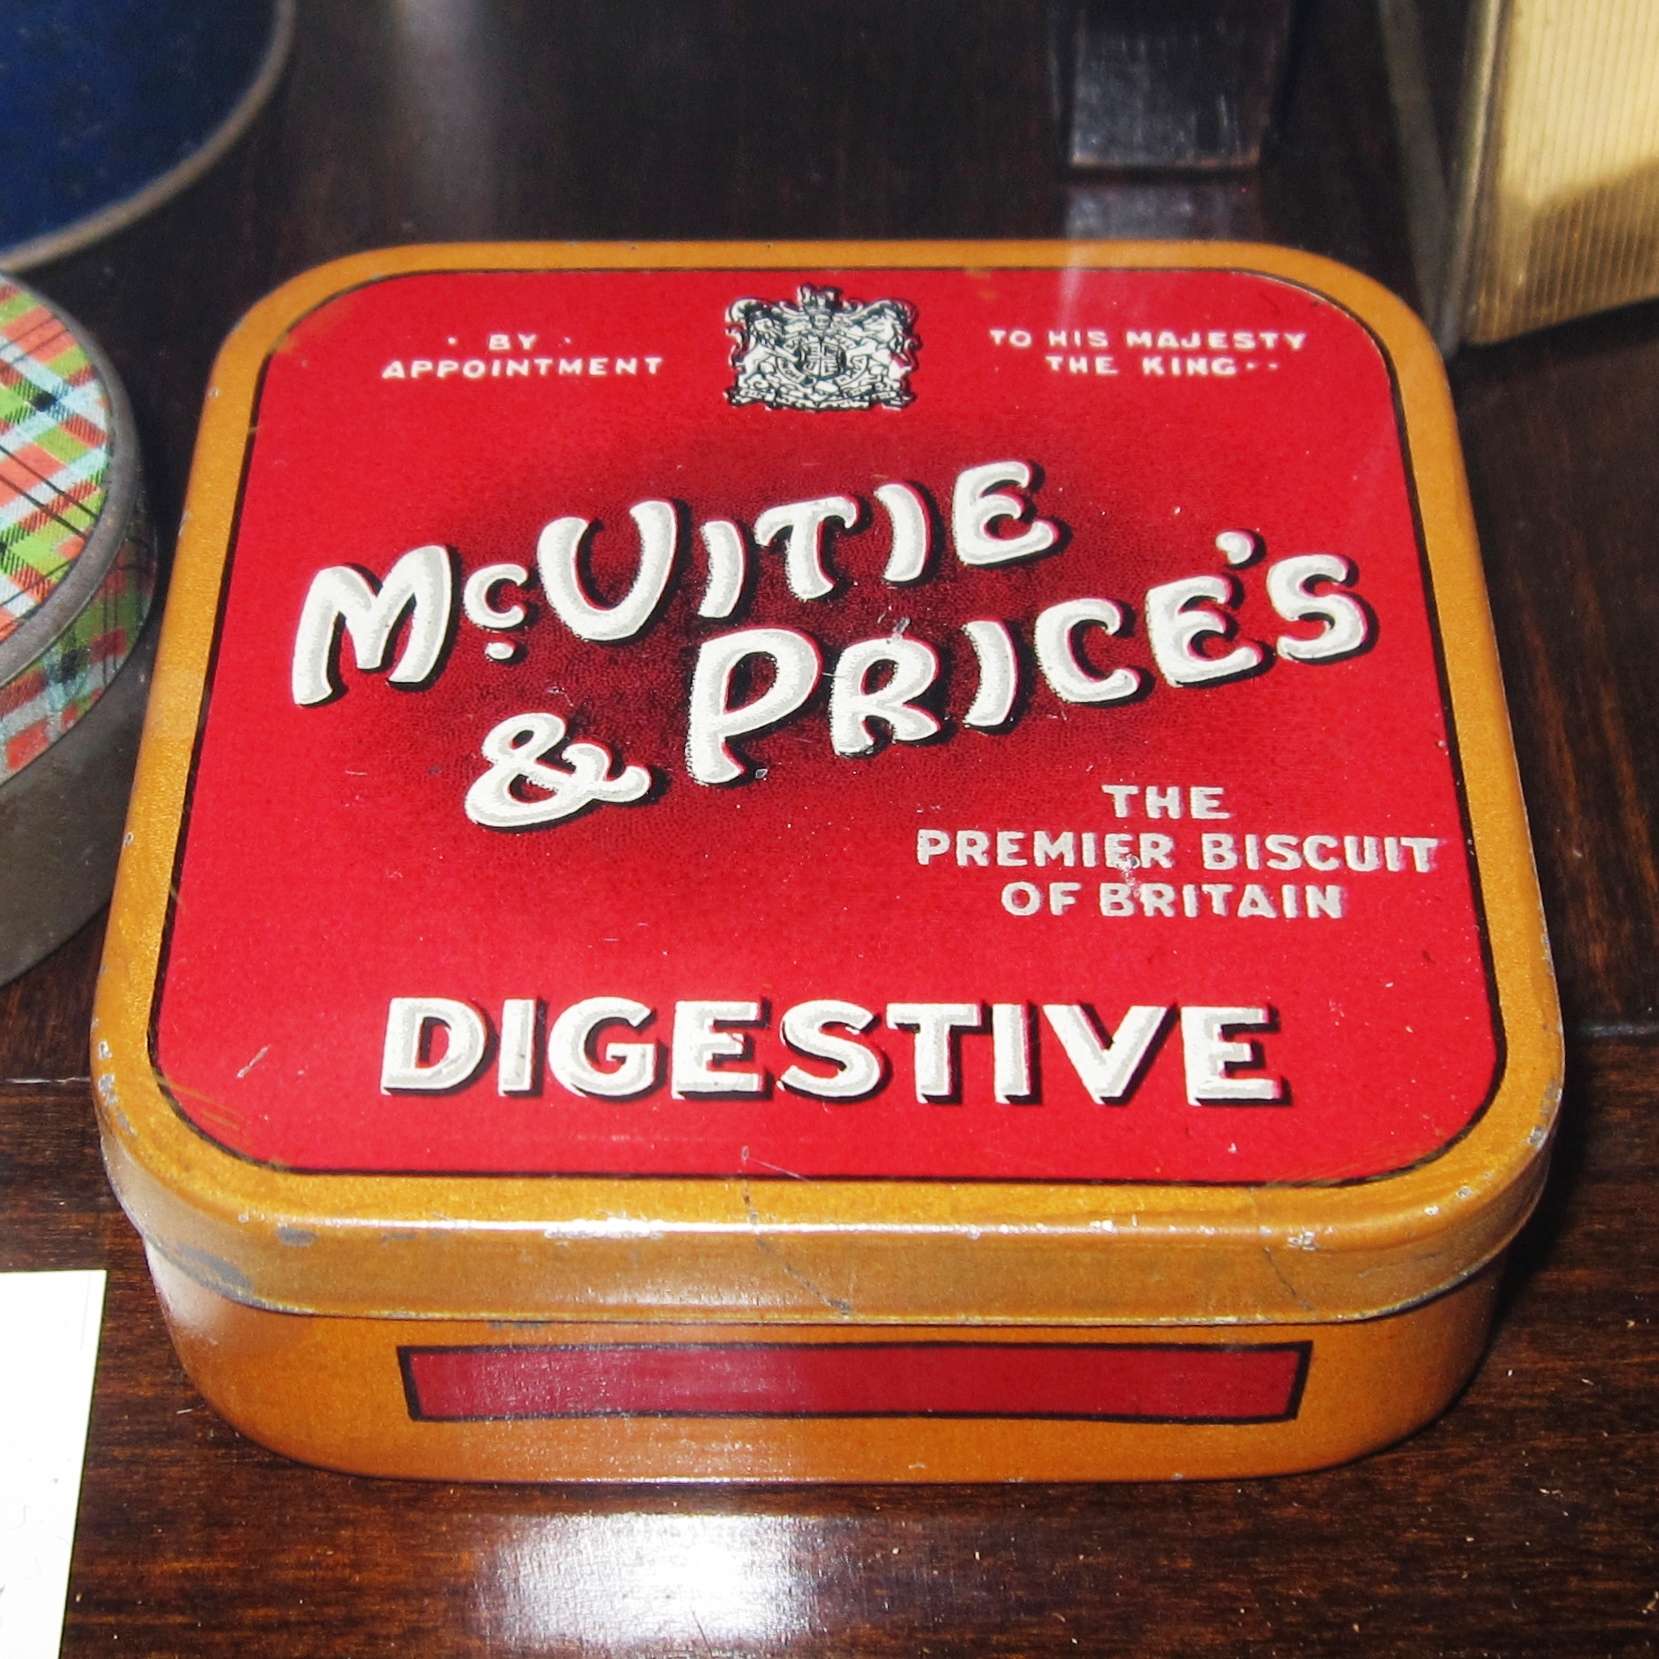 · BY ·
APPOINTMENT
TO HIS MAJESTY
THE KING··
McVITIE
& PRICE'S
THE
PREMIER BISCUIT
OF BRITAIN
DIGESTIVE